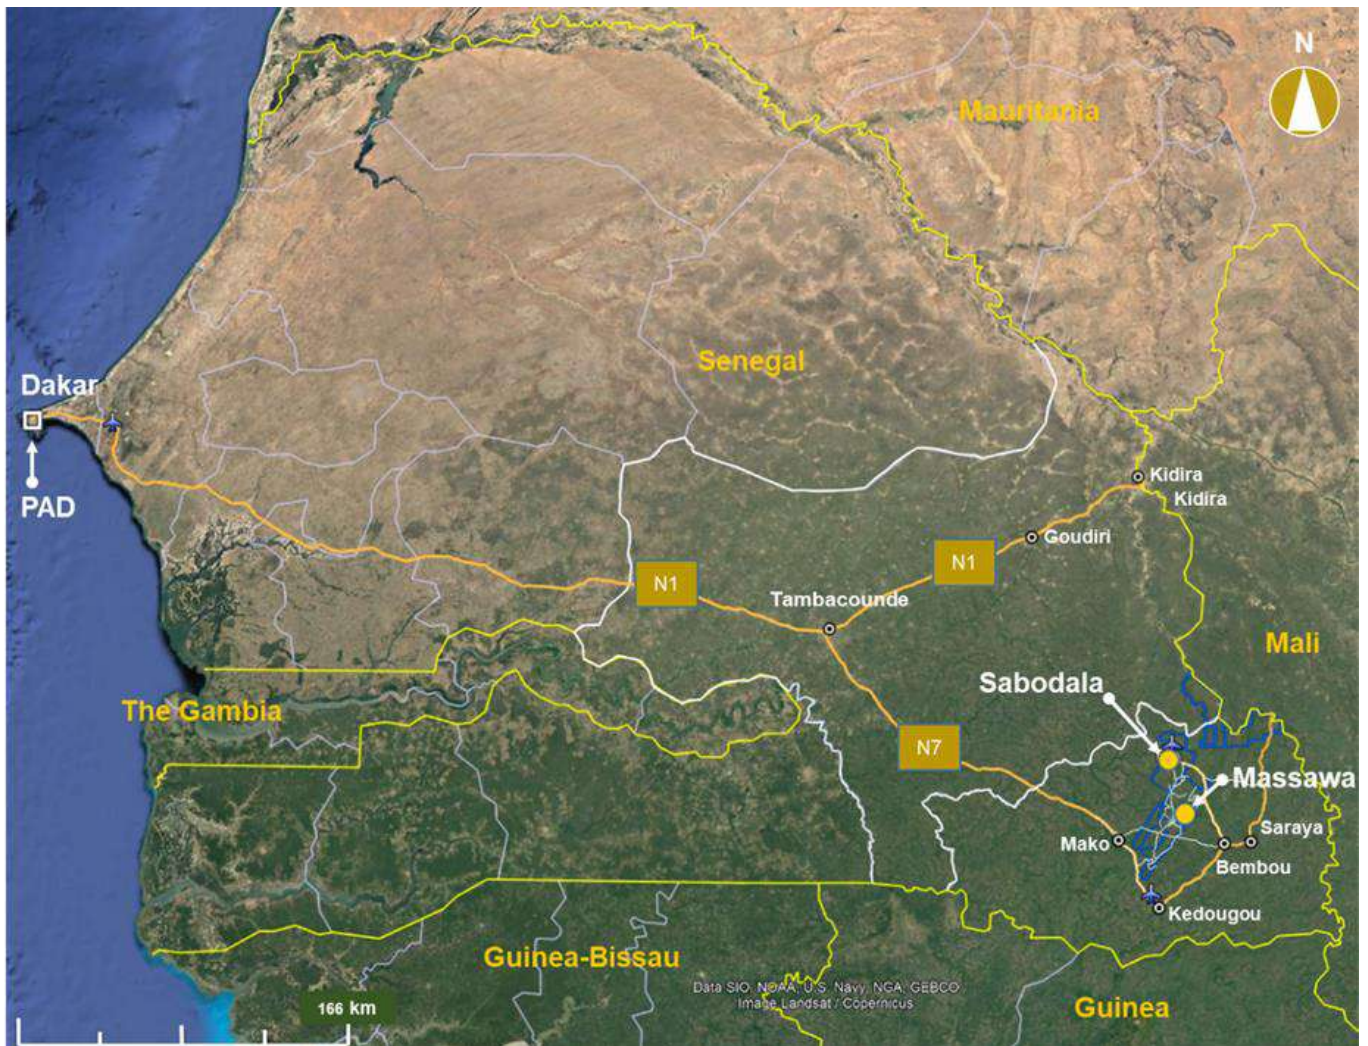 N
Mauritania
Senegal
Dakar
PAD
Kidira
Kidira
Goudiri
N1
N1
Tambacounde
Mali
Sabodala
The Gambia
N7
Massawa
Saraya
Mako
Bembou
Kedougou
Guinea-Bissau
Data SIO, NOAA, U.S. Navy, NGA, GEBCO
Image Landsat / Copernicus
166 km
Guinea